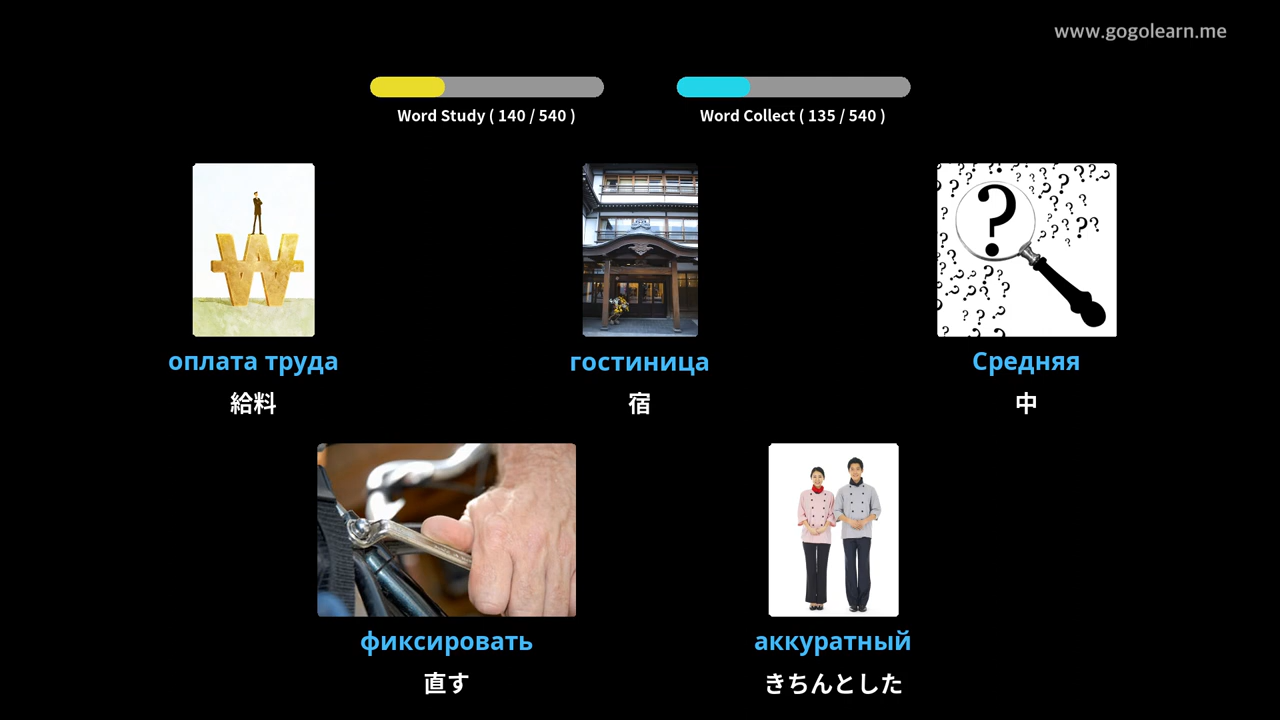 www.gogolearn.me
Word Study ( 140 / 540 )
Word Collect ( 135 / 540 )
оплата труда
給料
гостиница
宿
Средняя
中
фиксировать
直す
аккуратный
きちんとした